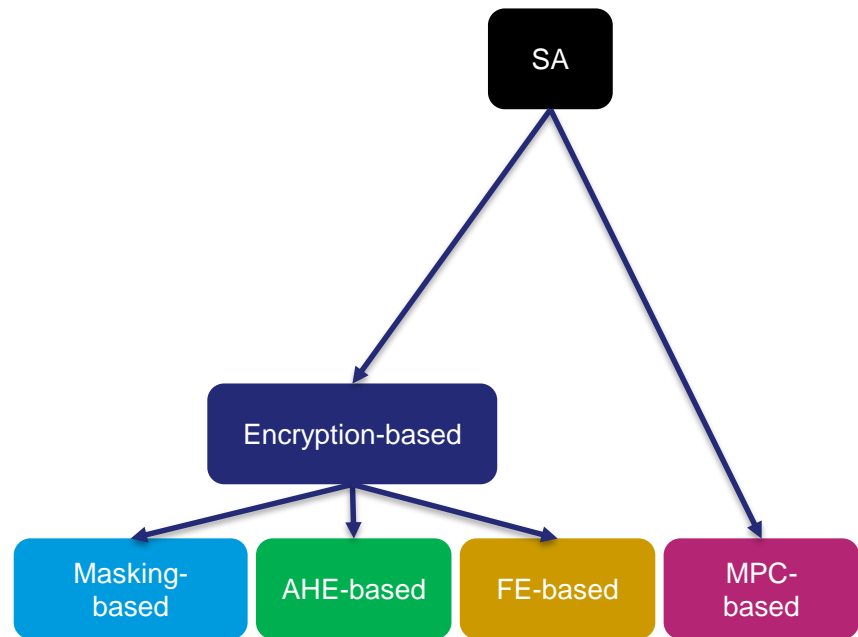 SA
Encryption-based
Masking-
based
AHE-based
FE-based
MPC-
based